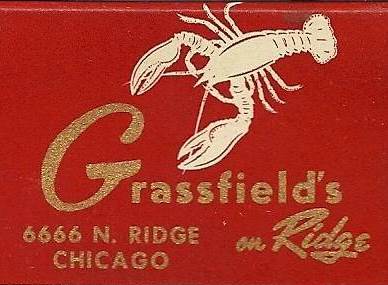 Grassfield's
6666 N. RIDGE on Ridge
CHICAGO